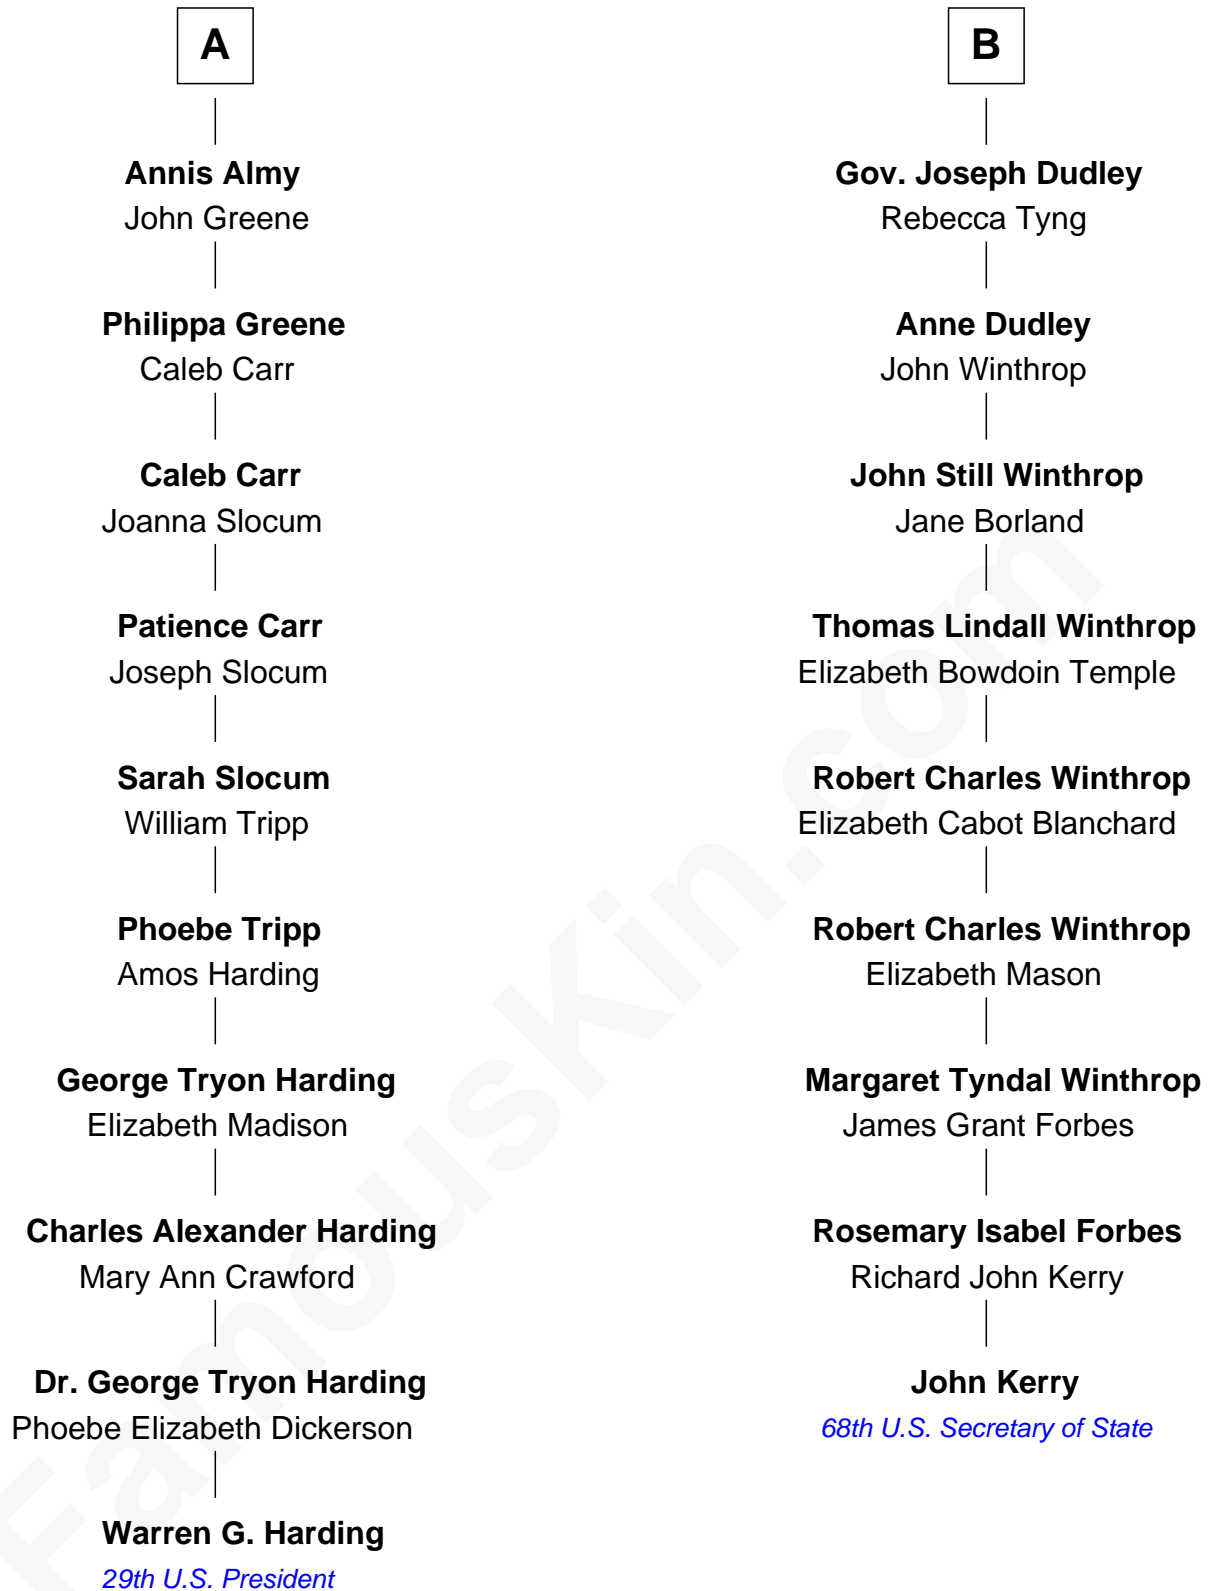 A
Annis Almy
John Greene
Philippa Greene
Caleb Carr
Caleb Carr
Joanna Slocum
Patience Carr
Joseph Slocum
Sarah Slocum
William Tripp
Phoebe Tripp
Amos Harding
George Tryon Harding
Elizabeth Madison
Charles Alexander Harding
Mary Ann Crawford
Dr. George Tryon Harding
Phoebe Elizabeth Dickerson
Warren G. Harding
29th U.S. President
B
Gov. Joseph Dudley
Rebecca Tyng
Anne Dudley
John Winthrop
John Still Winthrop
Jane Borland
Thomas Lindall Winthrop
Elizabeth Bowdoin Temple
Robert Charles Winthrop
Elizabeth Cabot Blanchard
Robert Charles Winthrop
Elizabeth Mason
Margaret Tyndal Winthrop
James Grant Forbes
Rosemary Isabel Forbes
Richard John Kerry
John Kerry
68th U.S. Secretary of State
FamousKin.com